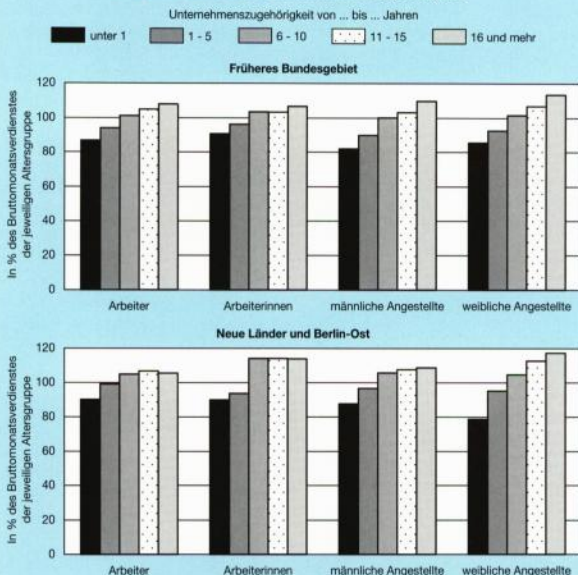 Unternehmenszugehörigkeit von ... bis ... Jahren
unter 1
1 - 5
6 - 10
11 - 15
16 und mehr
Früheres Bundesgebiet
In % des Bruttomonatsverdienstes
der jeweiligen Altersgruppe
120
100
80
60
40
20
0
Arbeiter
Arbeiterinnen
männliche Angestellte
weibliche Angestellte
Neue Länder und Berlin-Ost
In % des Bruttomonatsverdienstes
der jeweiligen Altersgruppe
120
100
80
60
40
20
0
Arbeiter
Arbeiterinnen
männliche Angestellte
weibliche Angestellte